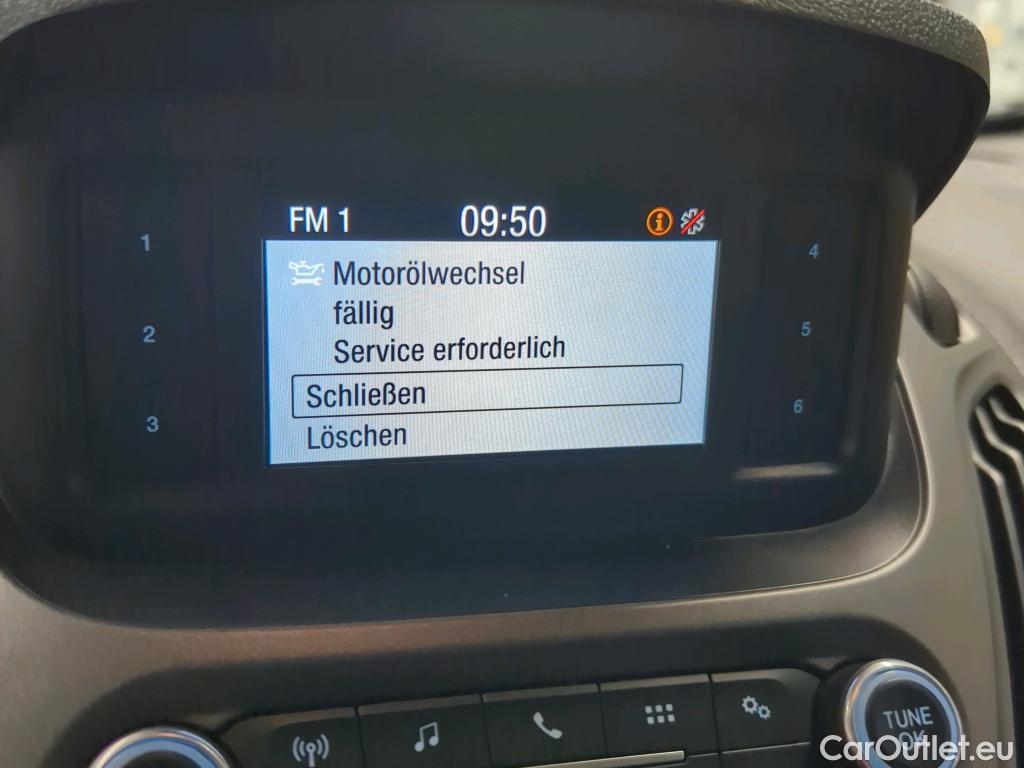 FM 1 09:50
Motorölwechsel
fällig
Service erforderlich
Schließen
Löschen
1
2
3
4
5
6
TUNE
OK
CarOutlet.eu